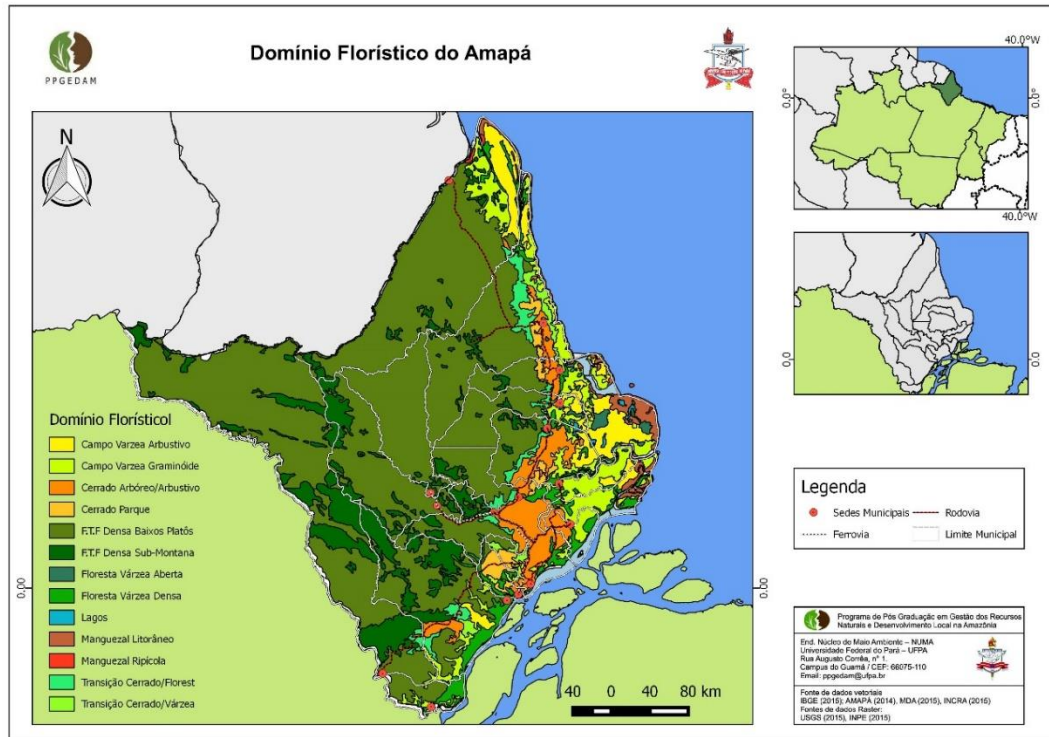 PPGEDAM
Domínio Florístico do Amapá
N
0.00
0.00
Domínio Florísticol
Campo Varzea Arbustivo
Campo Varzea Graminóide
Cerrado Arbóreo/Arbustivo
Cerrado Parque
F.T.F Densa Baixos Platôs
F.T.F Densa Sub-Montana
Floresta Várzea Aberta
Floresta Várzea Densa
Lagos
Manguezal Litorâneo
Manguezal Ripícola
Transição Cerrado/Florest
Transição Cerrado/Várzea
40 0 40 80 km
40.0°W
0.0°
0.0°
40.0°W
0.0
0.0
Legenda
Sedes Municipais
Rodovia
Ferrovia
Limite Municipal
Programa de Pós Graduação em Gestão dos Recursos
Naturais e Desenvolvimento Local na Amazônia
End. Núcleo de Meio Ambiente – NUMA
Universidade Federal do Pará - UFPA
Rua Augusto Corrêa, n° 1.
Campus do Guamá / CEP: 66075-110
Email: ppgedam@ufpa.br
Fonte de dados vetoriais
IBGE (2015); AMAPÁ (2014), MDA (2015), INCRA (2015)
Fontes de dados Raster:
USGS (2015), INPE (2015)